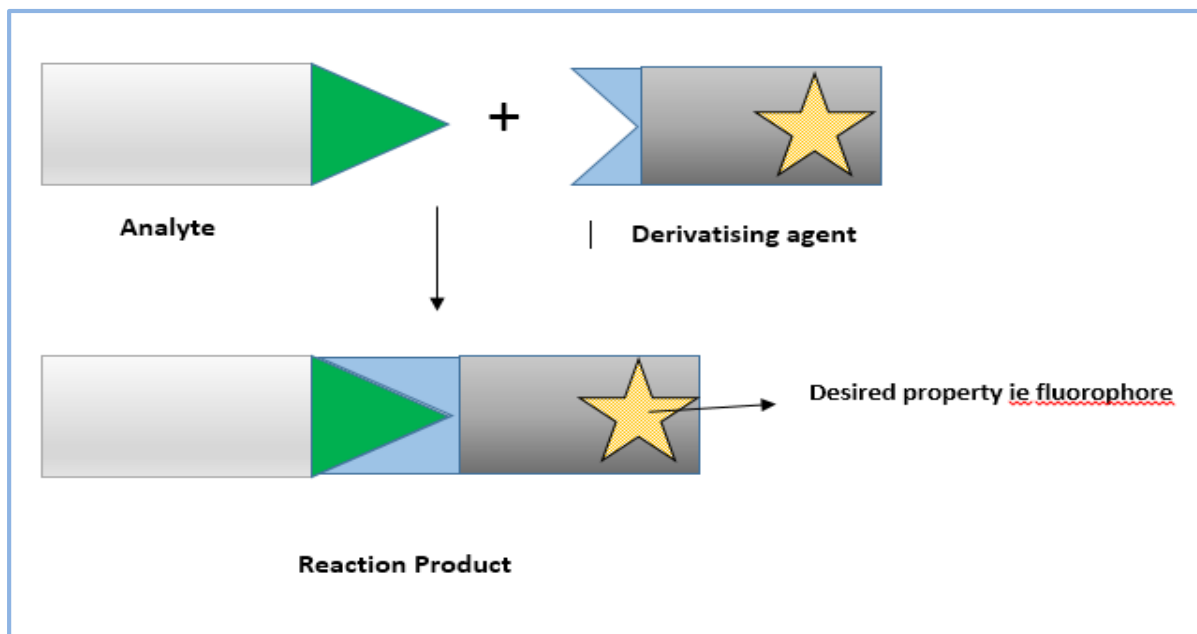 +
Analyte
| Derivatising agent
Desired property ie fluorophore
Reaction Product